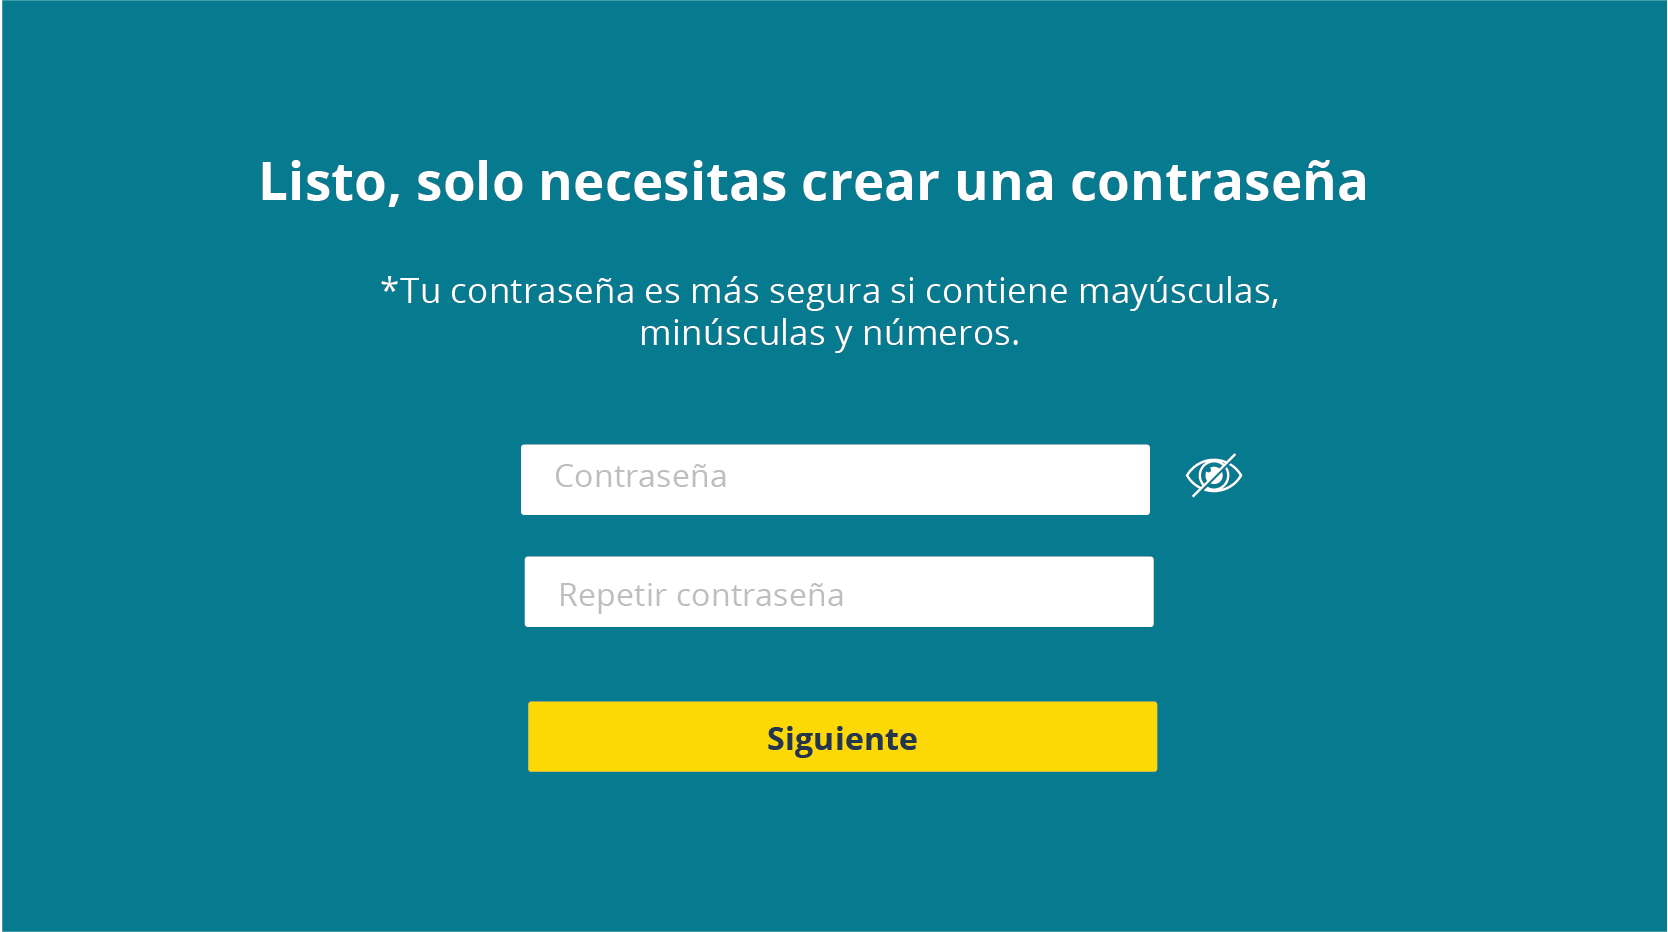 Listo, solo necesitas crear una contraseña
*Tu contraseña es más segura si contiene mayúsculas,
minúsculas y números.
Contraseña
Repetir contraseña
Siguiente